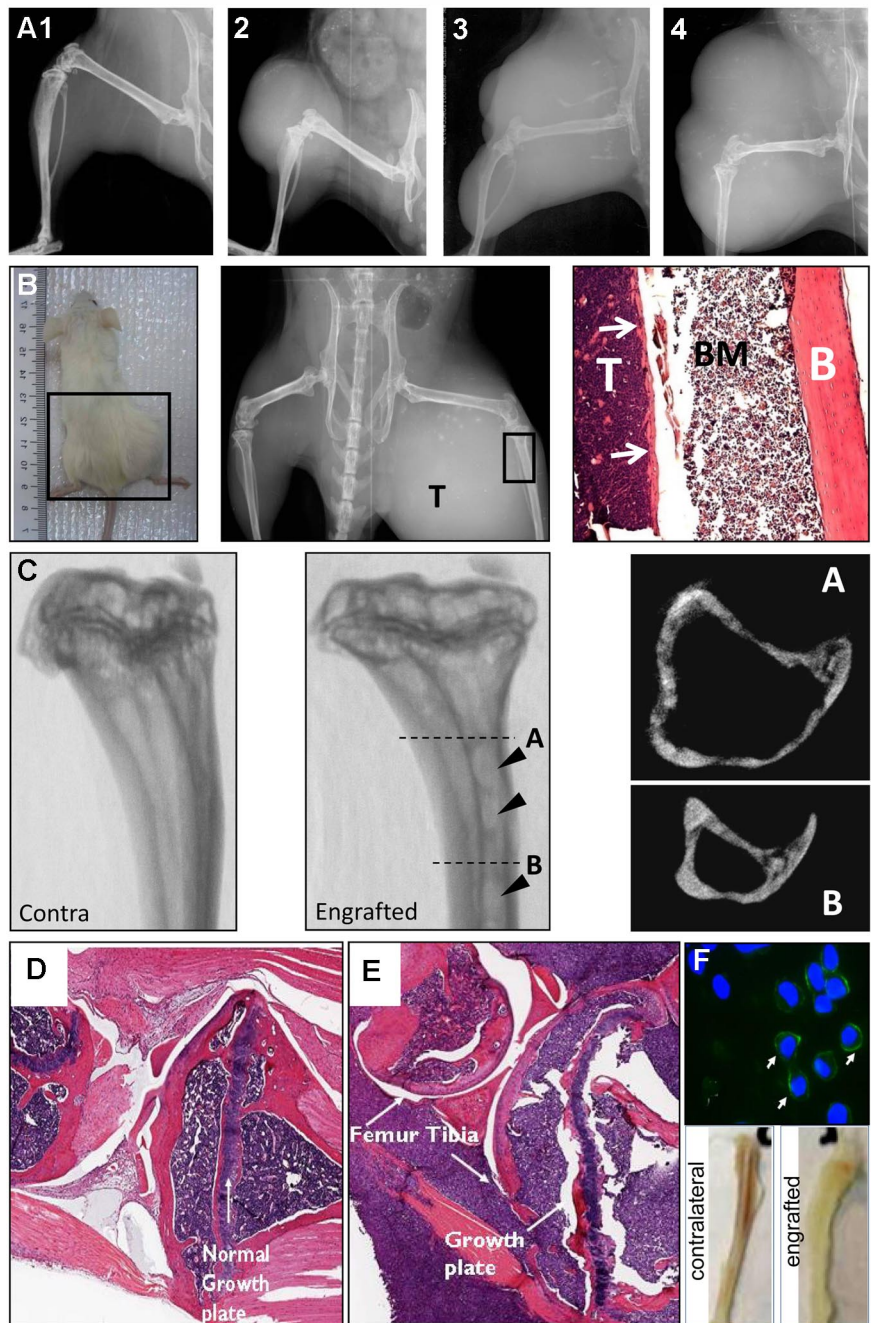 A1
2
3
4
B
T
T
BM
B
C
Contra
Engrafted
A
B
A
B
D
Normal
Growth
plate
E
Femur Tibia
Growth
plate
F
contralateral
engrafted